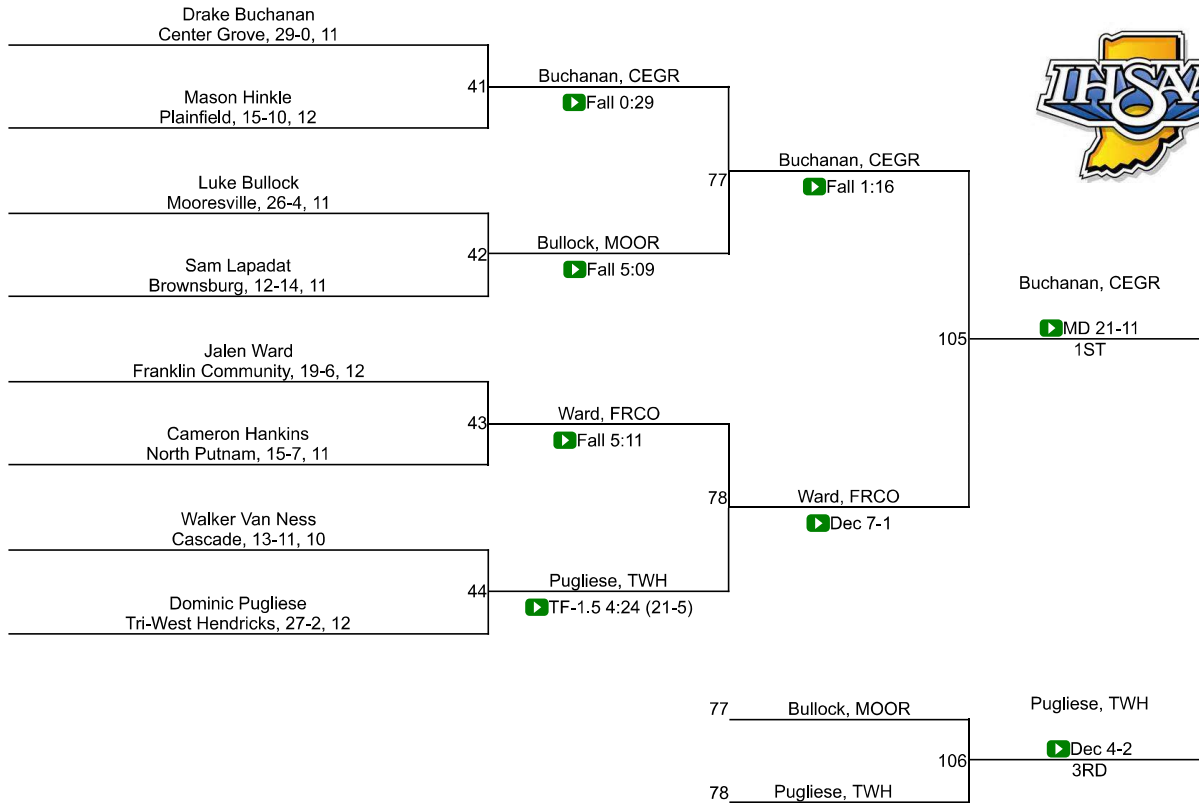 Drake Buchanan
Center Grove, 29-0, 11
41
Mason Hinkle
Plainfield, 15-10, 12
Buchanan, CEGR
Fall 0:29
77
Luke Bullock
Mooresville, 26-4, 11
42
Sam Lapadat
Brownsburg, 12-14, 11
Bullock, MOOR
Fall 5:09
Buchanan, CEGR
Fall 1:16
105
Jalen Ward
Franklin Community, 19-6, 12
43
Cameron Hankins
North Putnam, 15-7, 11
Ward, FRCO
Fall 5:11
78
Walker Van Ness
Cascade, 13-11, 10
44
Dominic Pugliese
Tri-West Hendricks, 27-2, 12
Pugliese, TWH
TF-1.5 4:24 (21-5)
Ward, FRCO
Dec 7-1
IHSAA
Buchanan, CEGR
MD 21-11
1ST
77
Bullock, MOOR
106
78
Pugliese, TWH
Pugliese, TWH
Dec 4-2
3RD